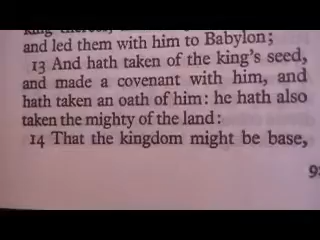 and led them with him to Babylon;
13 And hath taken of the king's seed,
and made a covenant with him, and
hath taken an oath of him: he hath also
taken the mighty of the land:
14 That the kingdom might be base,